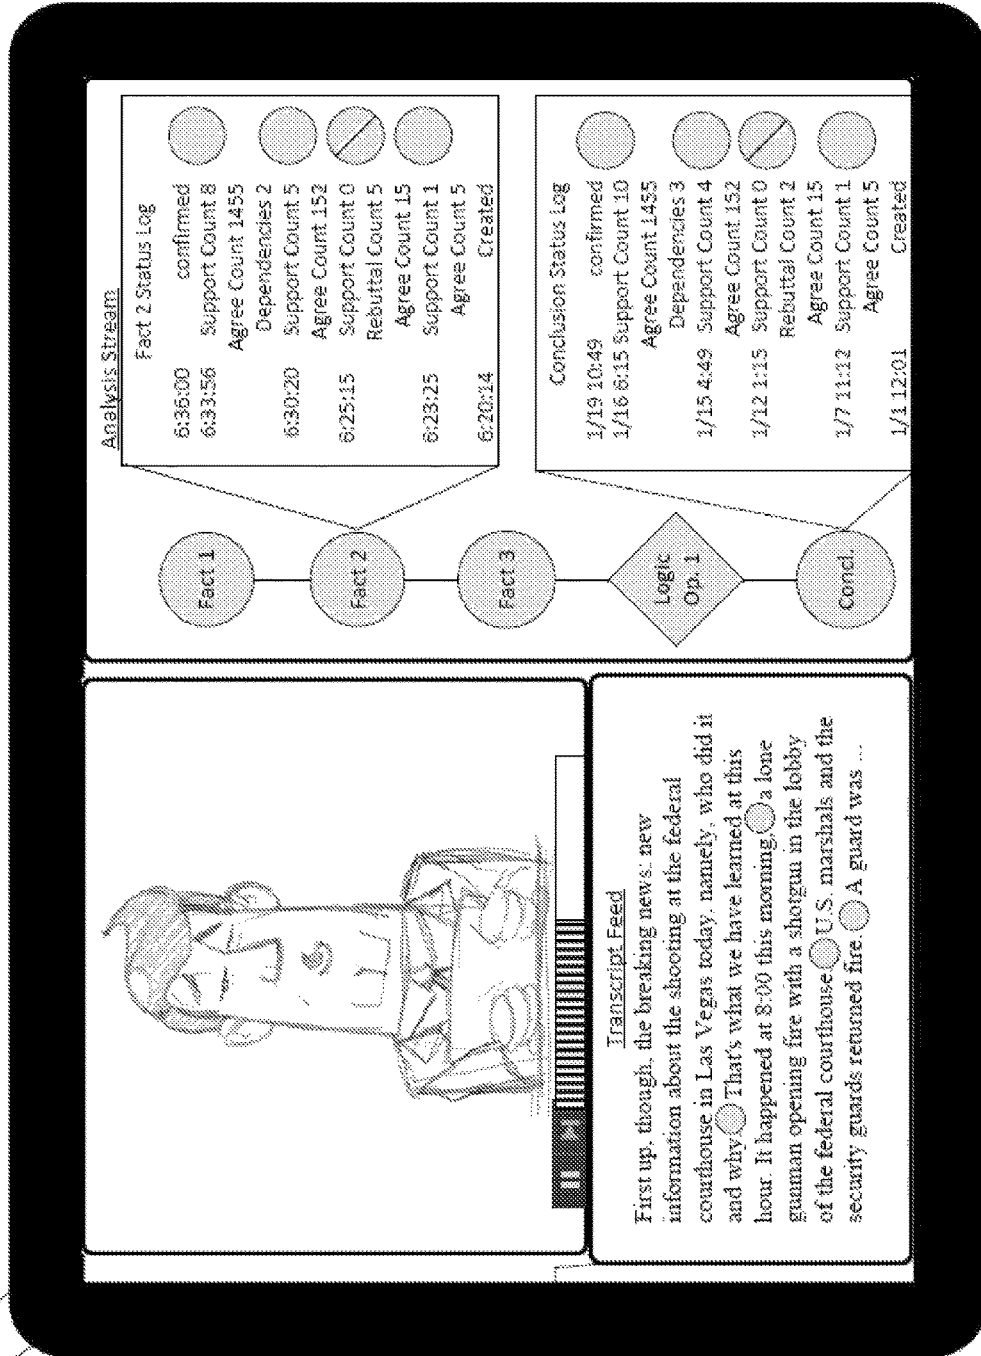 Analysis Stream
Fact 1
Fact 2
Fact 3
Logic
Op. 1
Concl.
Fact 2 Status Log
6:36:00 confirmed
6:33:56 Support Count 8
Agree Count 1455
Dependencies 2
6:30:20 Support Count 5
Agree Count 152
6:25:15 Support Count 0
Rebuttal Count 5
Agree Count 15
6:23:25 Support Count 1
Agree Count 5
6:20:14 Created
Conclusion Status Log
1/19 10:49 confirmed
1/16 6:15 Support Count 10
Agree Count 1455
Dependencies 3
1/15 4:49 Support Count 4
Agree Count 152
1/12 1:15 Support Count 0
Rebuttal Count 2
Agree Count 15
1/7 11:12 Support Count 1
Agree Count 5
1/1 12:01 Created
Transcript Feed
First up, though, the breaking news: new
information about the shooting at the federal
courthouse in Las Vegas today, namely, who did it
and why. That's what we have learned at this
hour. It happened at 8:00 this morning, a lone
gunman opening fire with a shotgun in the lobby
of the federal courthouse. U.S. marshals and the
security guards returned fire. A guard was ...